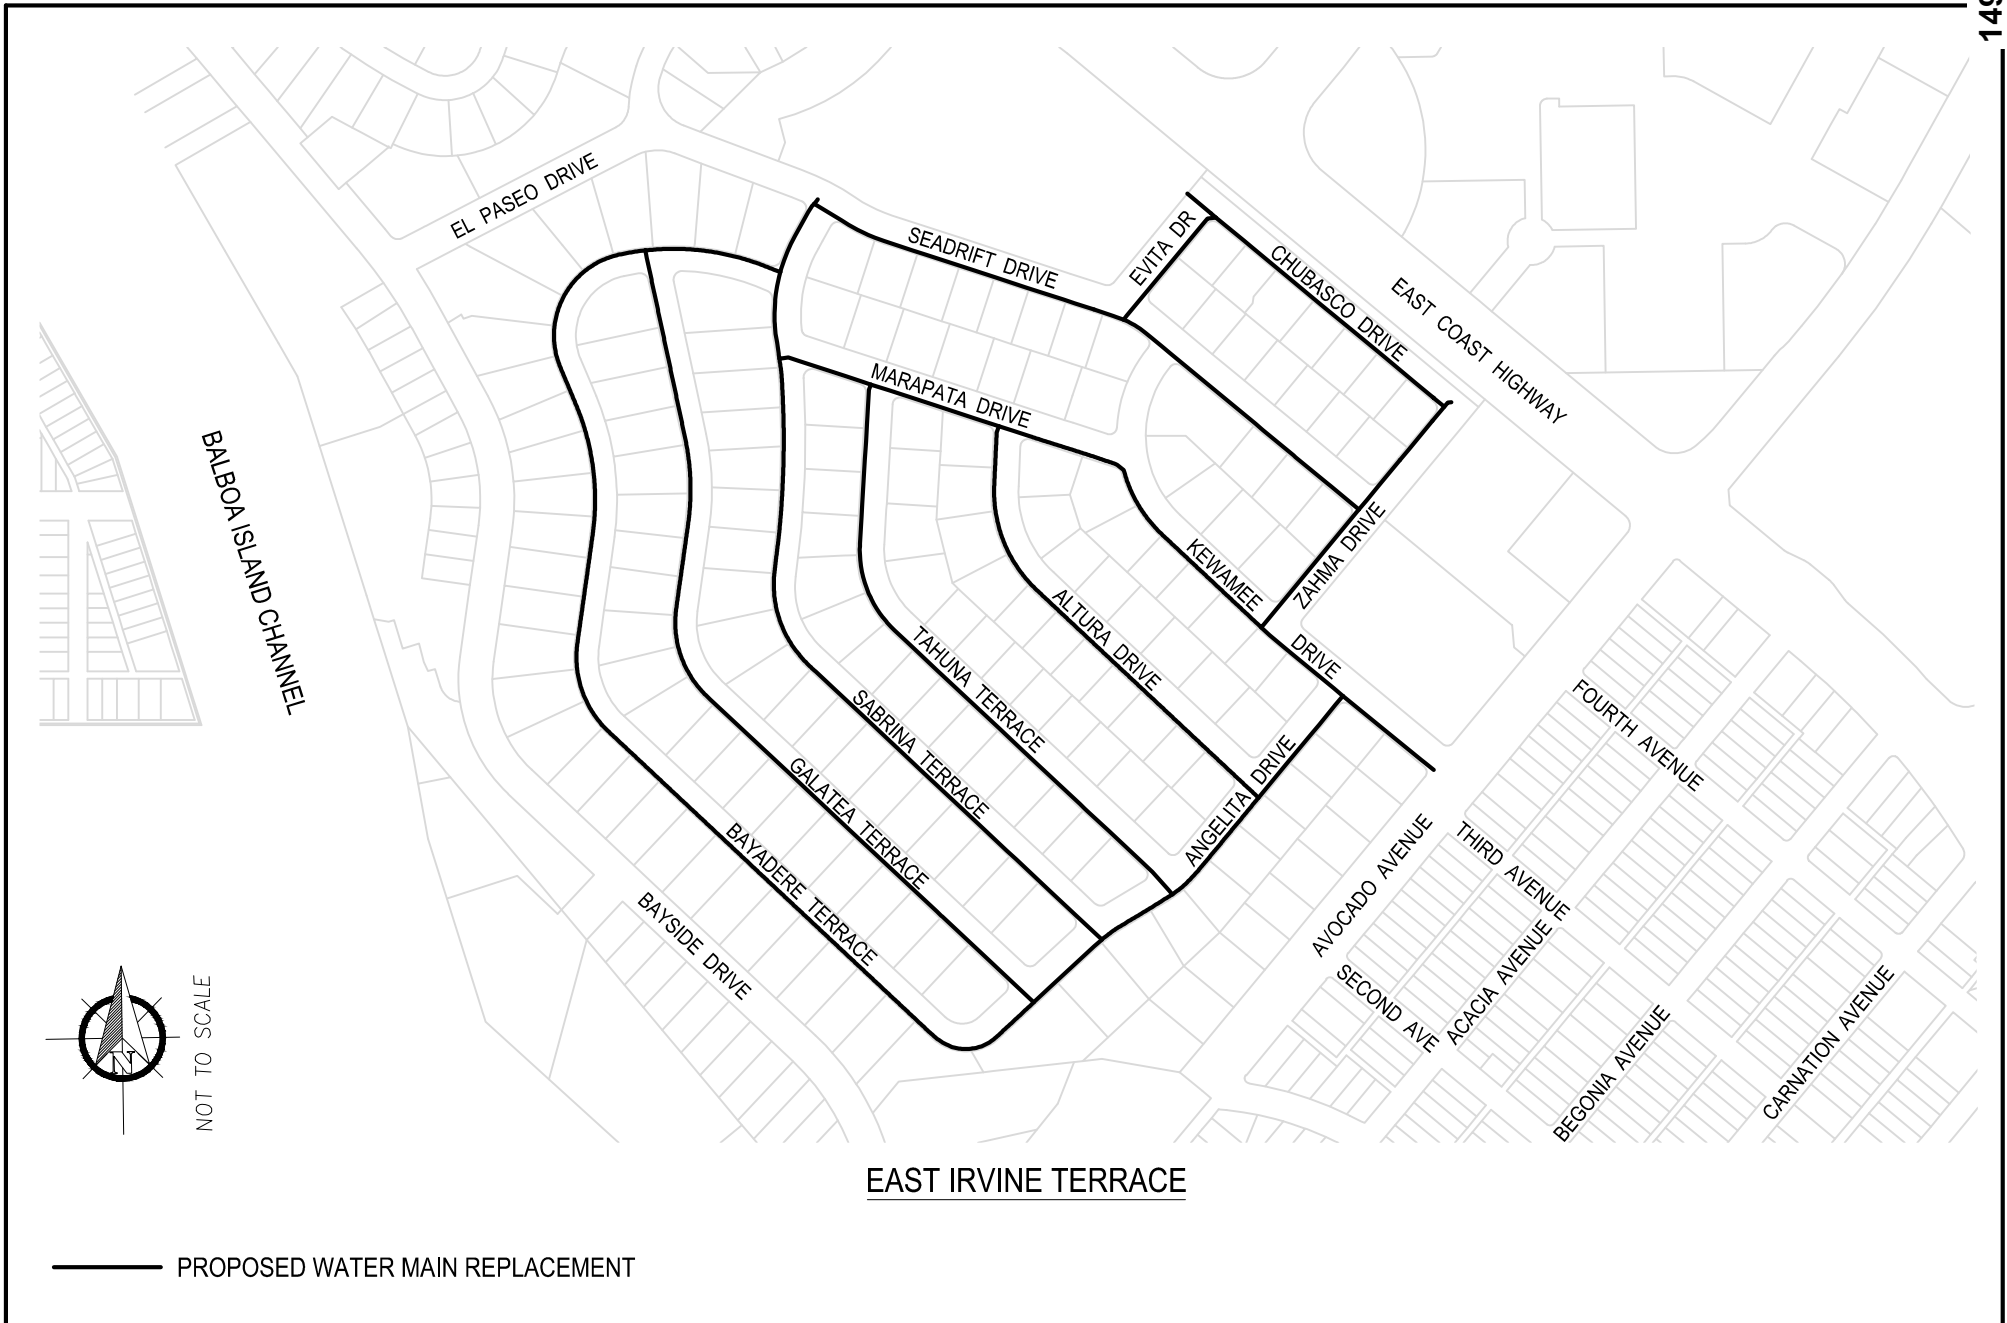 149
EL PASEO DRIVE
SEADRIFT DRIVE
EVITA DR
CHUBASCO DRIVE
EAST COAST HIGHWAY
MARAPATA DRIVE
BALBOA ISLAND CHANNEL
KEWAMEE DRIVE
ZAHMA DRIVE
ALTURA DRIVE
TAHUNA TERRACE
SABRINA TERRACE
GALATEA TERRACE
BAYADERE TERRACE
ANGELITA DRIVE
BAYSIDE DRIVE
FOURTH AVENUE
THIRD AVENUE
AVOCADO AVENUE
SECOND AVE
ACACIA AVENUE
BEGONIA AVENUE
CARNATION AVENUE
N
NOT TO SCALE
EAST IRVINE TERRACE
PROPOSED WATER MAIN REPLACEMENT